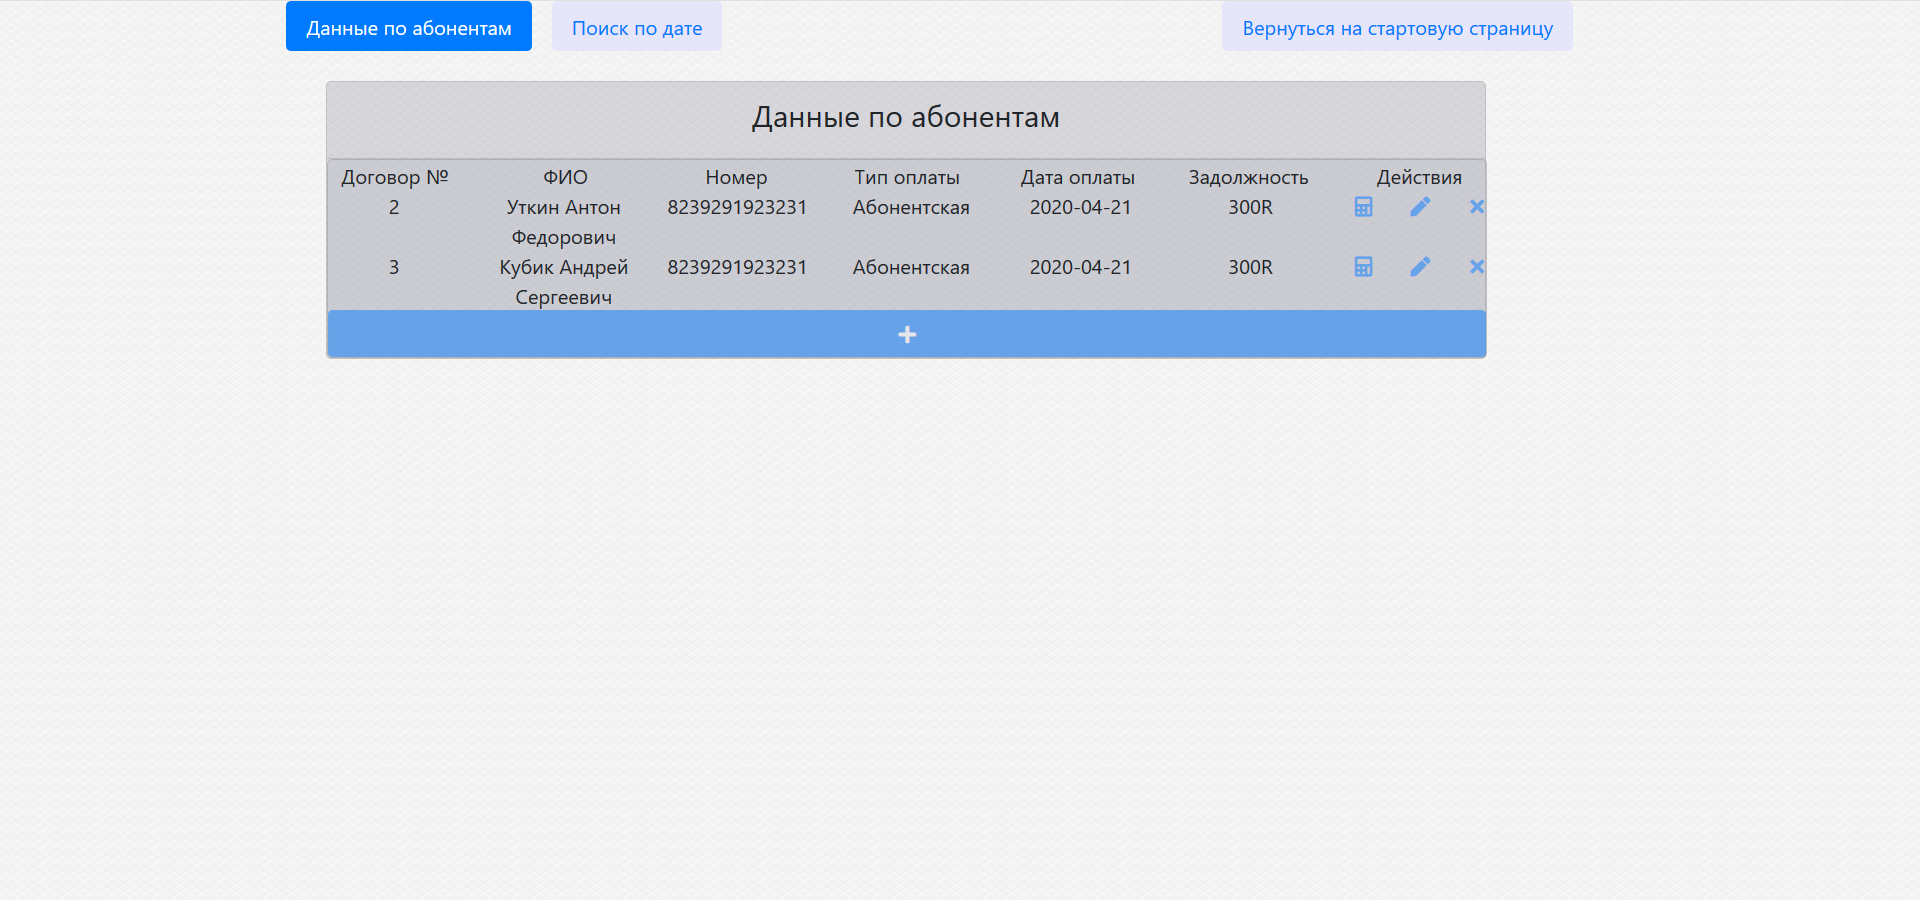 Данные по абонентам
Поиск по дате
Вернуться на стартовую страницу
Данные по абонентам
Договор № ФИО Номер Тип оплаты Дата оплаты Задолжность Действия
2 Уткин Антон 8239291923231 Абонентская 2020-04-21 300R
Федорович
3 Кубик Андрей 8239291923231 Абонентская 2020-04-21 300R
Сергеевич